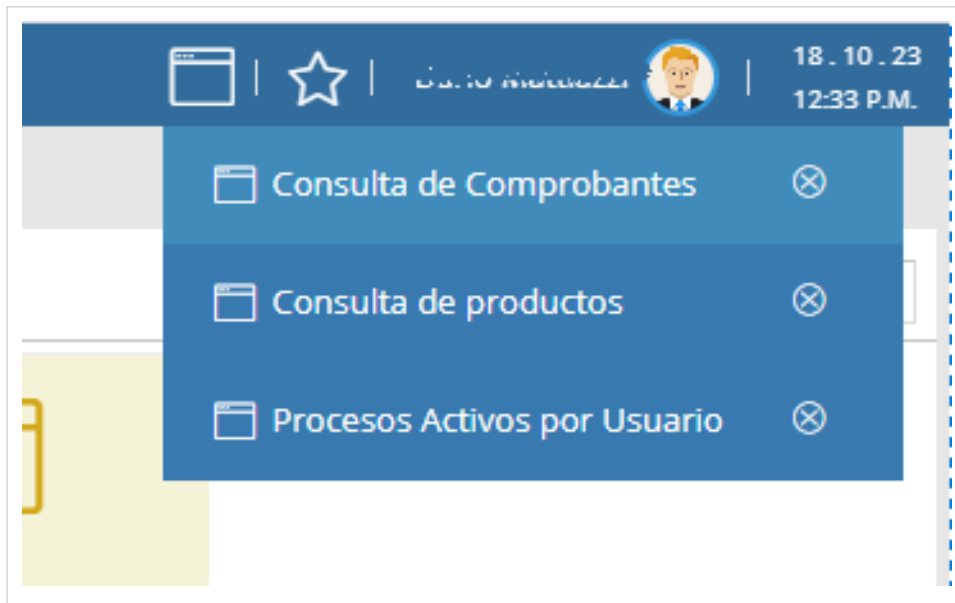 18 . 10 . 23
12:33 P.M.
Consulta de Comprobantes
Consulta de productos
Procesos Activos por Usuario